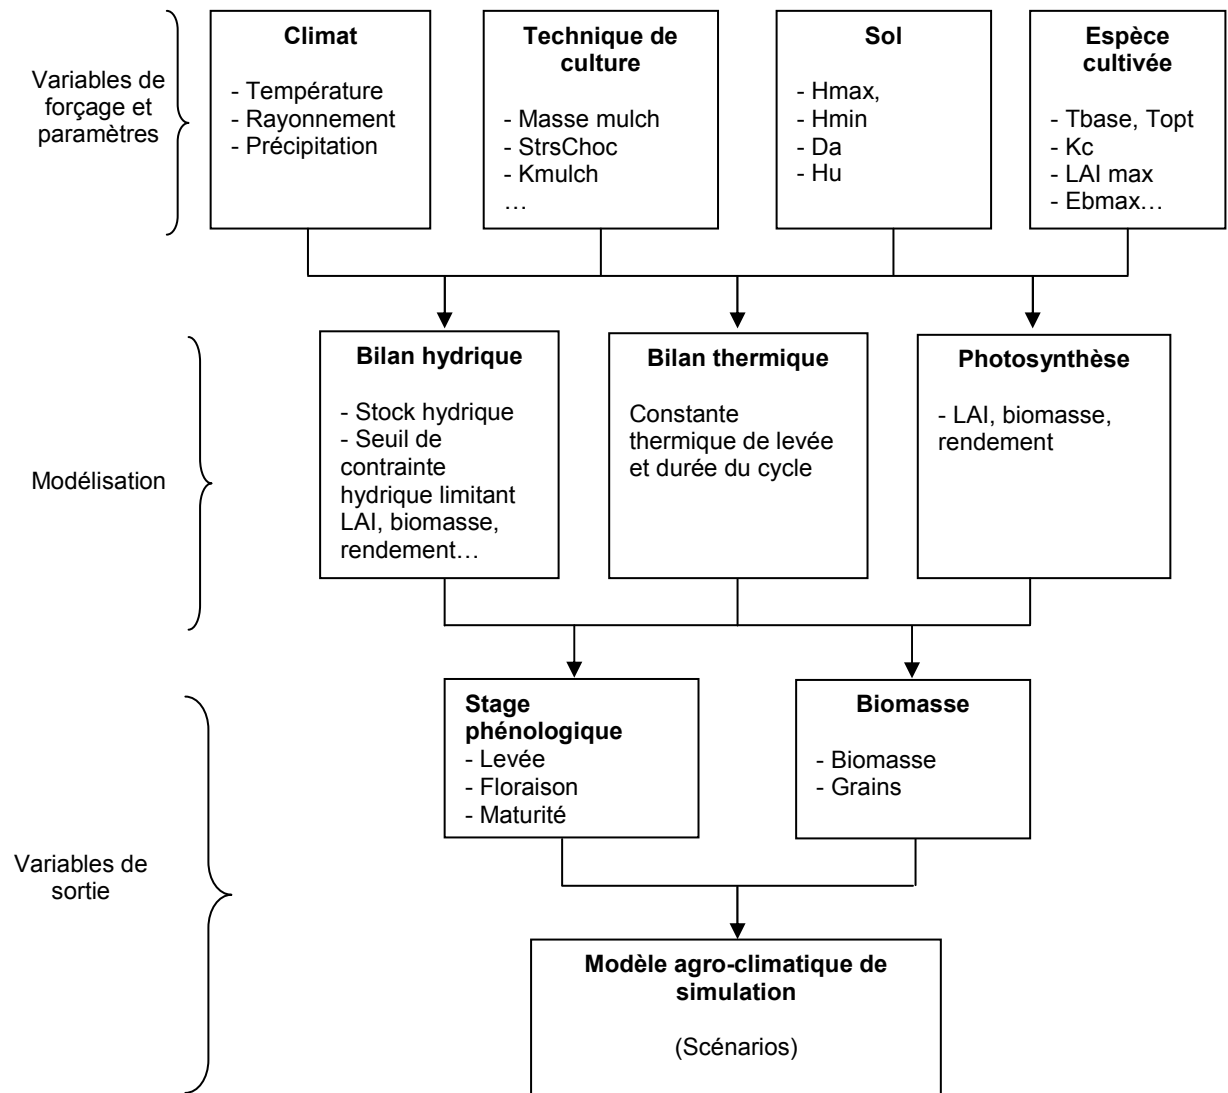 Variables de
forçage et
paramètres
Climat
- Température
- Rayonnement
- Précipitation
Technique de
culture
- Masse mulch
- StrsChoc
- Kmulch
…
Sol
- Hmax,
- Hmin
- Da
- Hu
Espèce
cultivée
- Tbase, Topt
- Kc
- LAI max
- Ebmax…
Modélisation
Bilan hydrique
- Stock hydrique
- Seuil de
contrainte
hydrique limitant
LAI, biomasse,
rendement…
Bilan thermique
Constante
thermique de levée
et durée du cycle
Photosynthèse
- LAI, biomasse,
rendement
Variables de
sortie
Stage
phénologique
- Levée
- Floraison
- Maturité
Biomasse
- Biomasse
- Grains
Modèle agro-climatique de
simulation
(Scénarios)